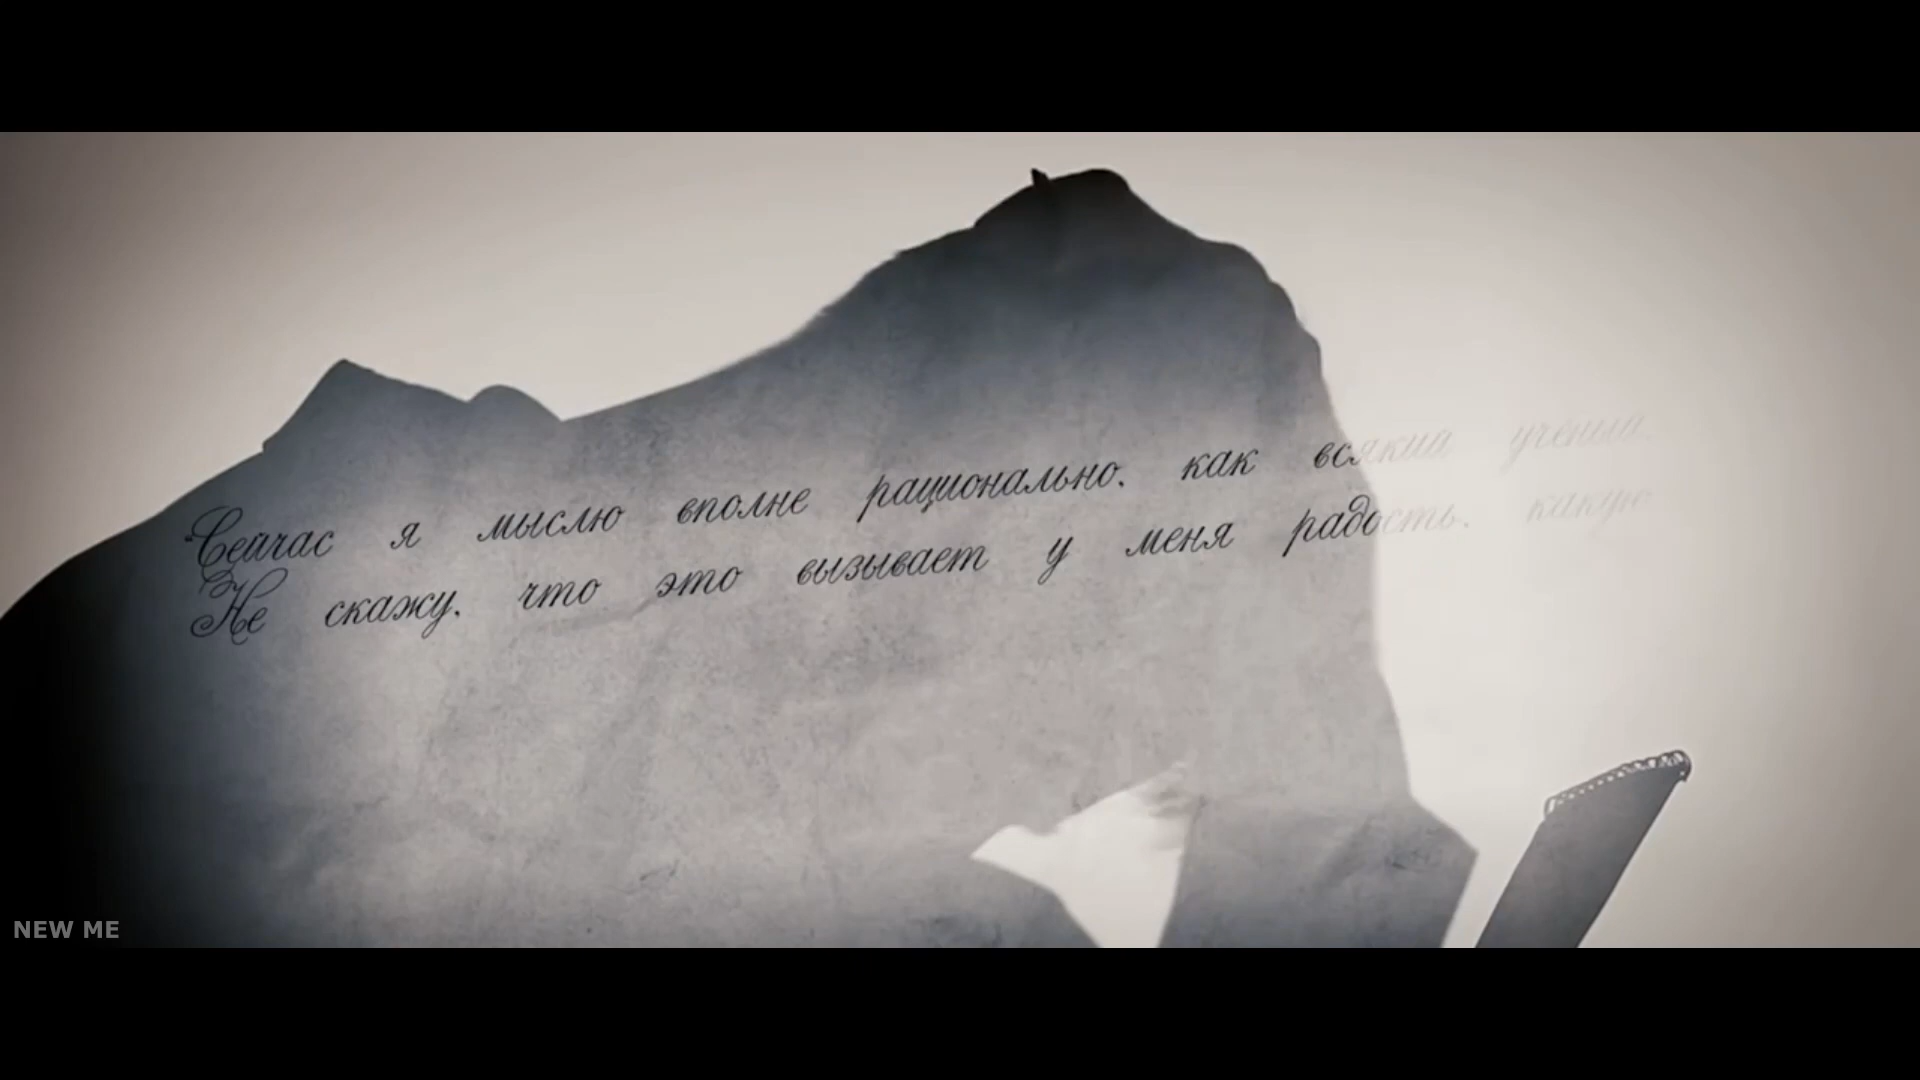 "Сейчас я мыслю вполне рационально, как всякий ученый.
Не скажу, что это вызывает у меня радость, какую
NEW ME